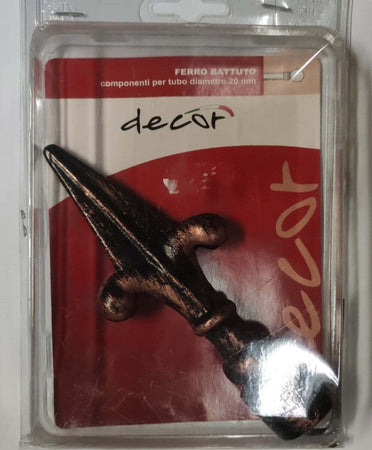 FERRO BATTUTO
componenti per tubo diametro 20 mm
decor
decor